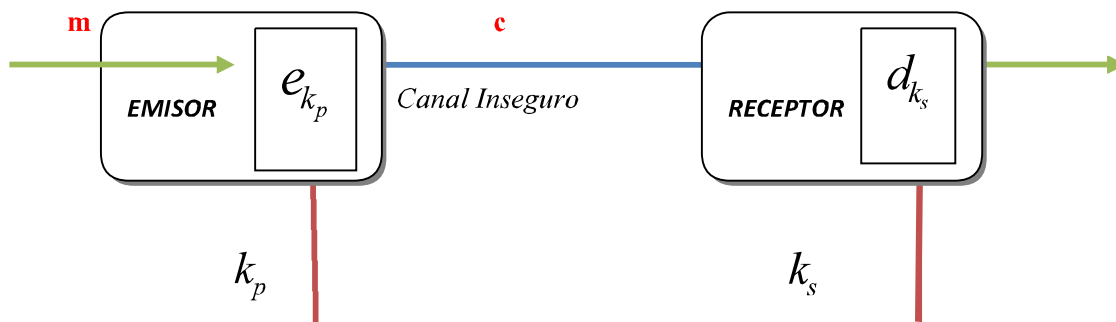 m
c
EMISOR
e_{k_p}
Canal Inseguro
RECEPTOR
d_{k_s}
k_p
k_s